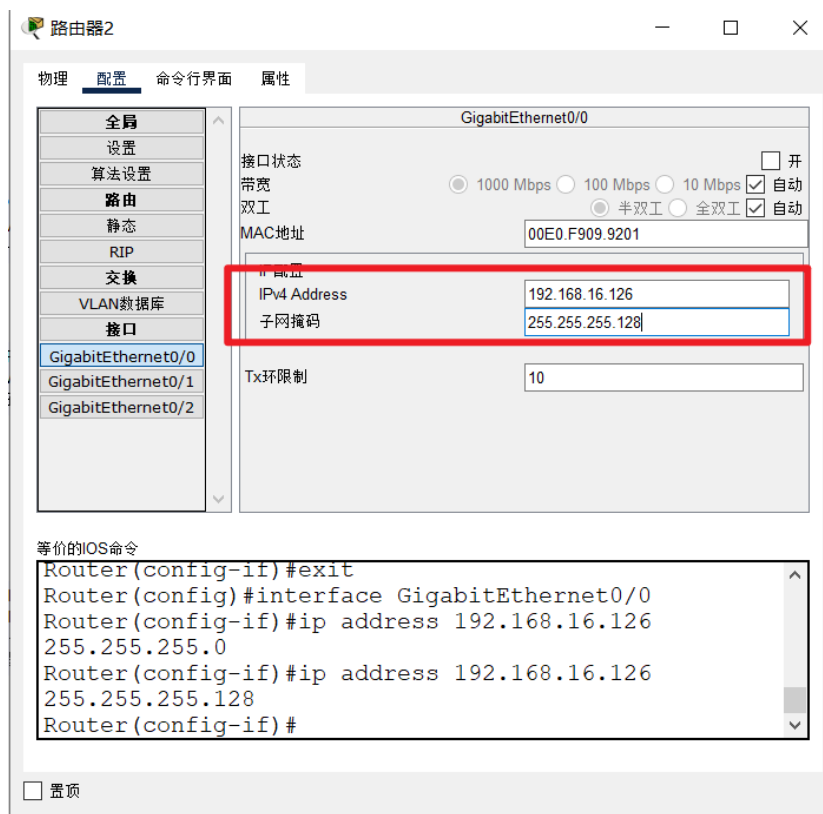 路由器2
物理 配置 命令行界面 属性
全局
设置
算法设置
路由
静态
RIP
交换
VLAN数据库
接口
GigabitEthernet0/0
GigabitEthernet0/1
GigabitEthernet0/2
GigabitEthernet0/0
接口状态 开
带宽 1000 Mbps 100 Mbps 10 Mbps 自动
双工 半双工 全双工 自动
MAC地址 00E0.F909.9201
IP配置
IPv4 Address 192.168.16.126
子网掩码 255.255.255.128
Tx环限制 10
等价的IOS命令
Router(config-if)#exit
Router(config)#interface GigabitEthernet0/0
Router(config-if)#ip address 192.168.16.126
255.255.255.0
Router(config-if)#ip address 192.168.16.126
255.255.255.128
Router(config-if)#
置顶